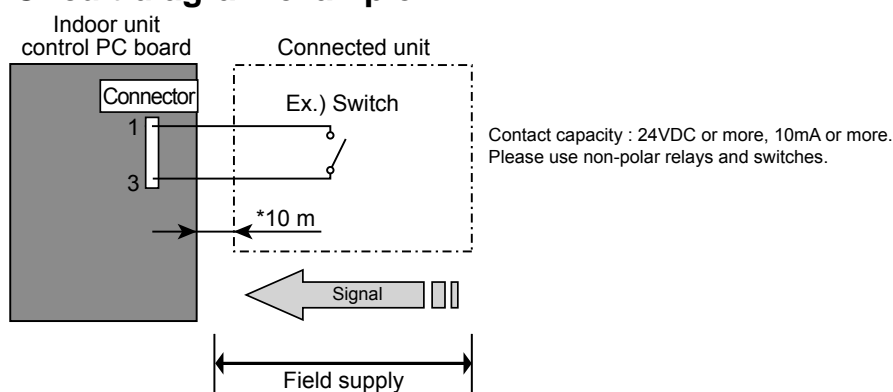 Indoor unit
control PC board
Connected unit
Connector
Ex.) Switch
1
3
Contact capacity : 24VDC or more, 10mA or more.
Please use non-polar relays and switches.
*10 m
Signal
Field supply